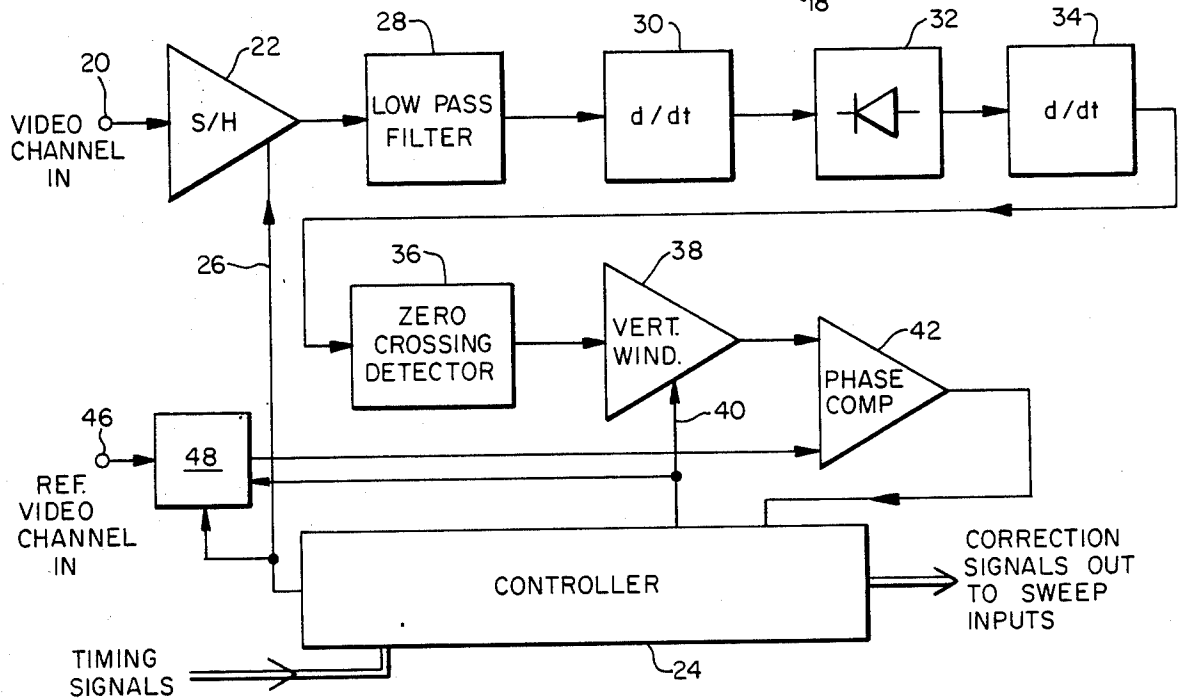 18
20
VIDEO
CHANNEL
IN
22
S/H
28
LOW PASS
FILTER
30
d/dt
32
34
d/dt
26
36
ZERO
CROSSING
DETECTOR
38
VERT.
WIND.
40
42
PHASE
COMP
46
REF.
VIDEO
CHANNEL
IN
48
CONTROLLER
24
TIMING
SIGNALS
CORRECTION
SIGNALS OUT
TO SWEEP
INPUTS